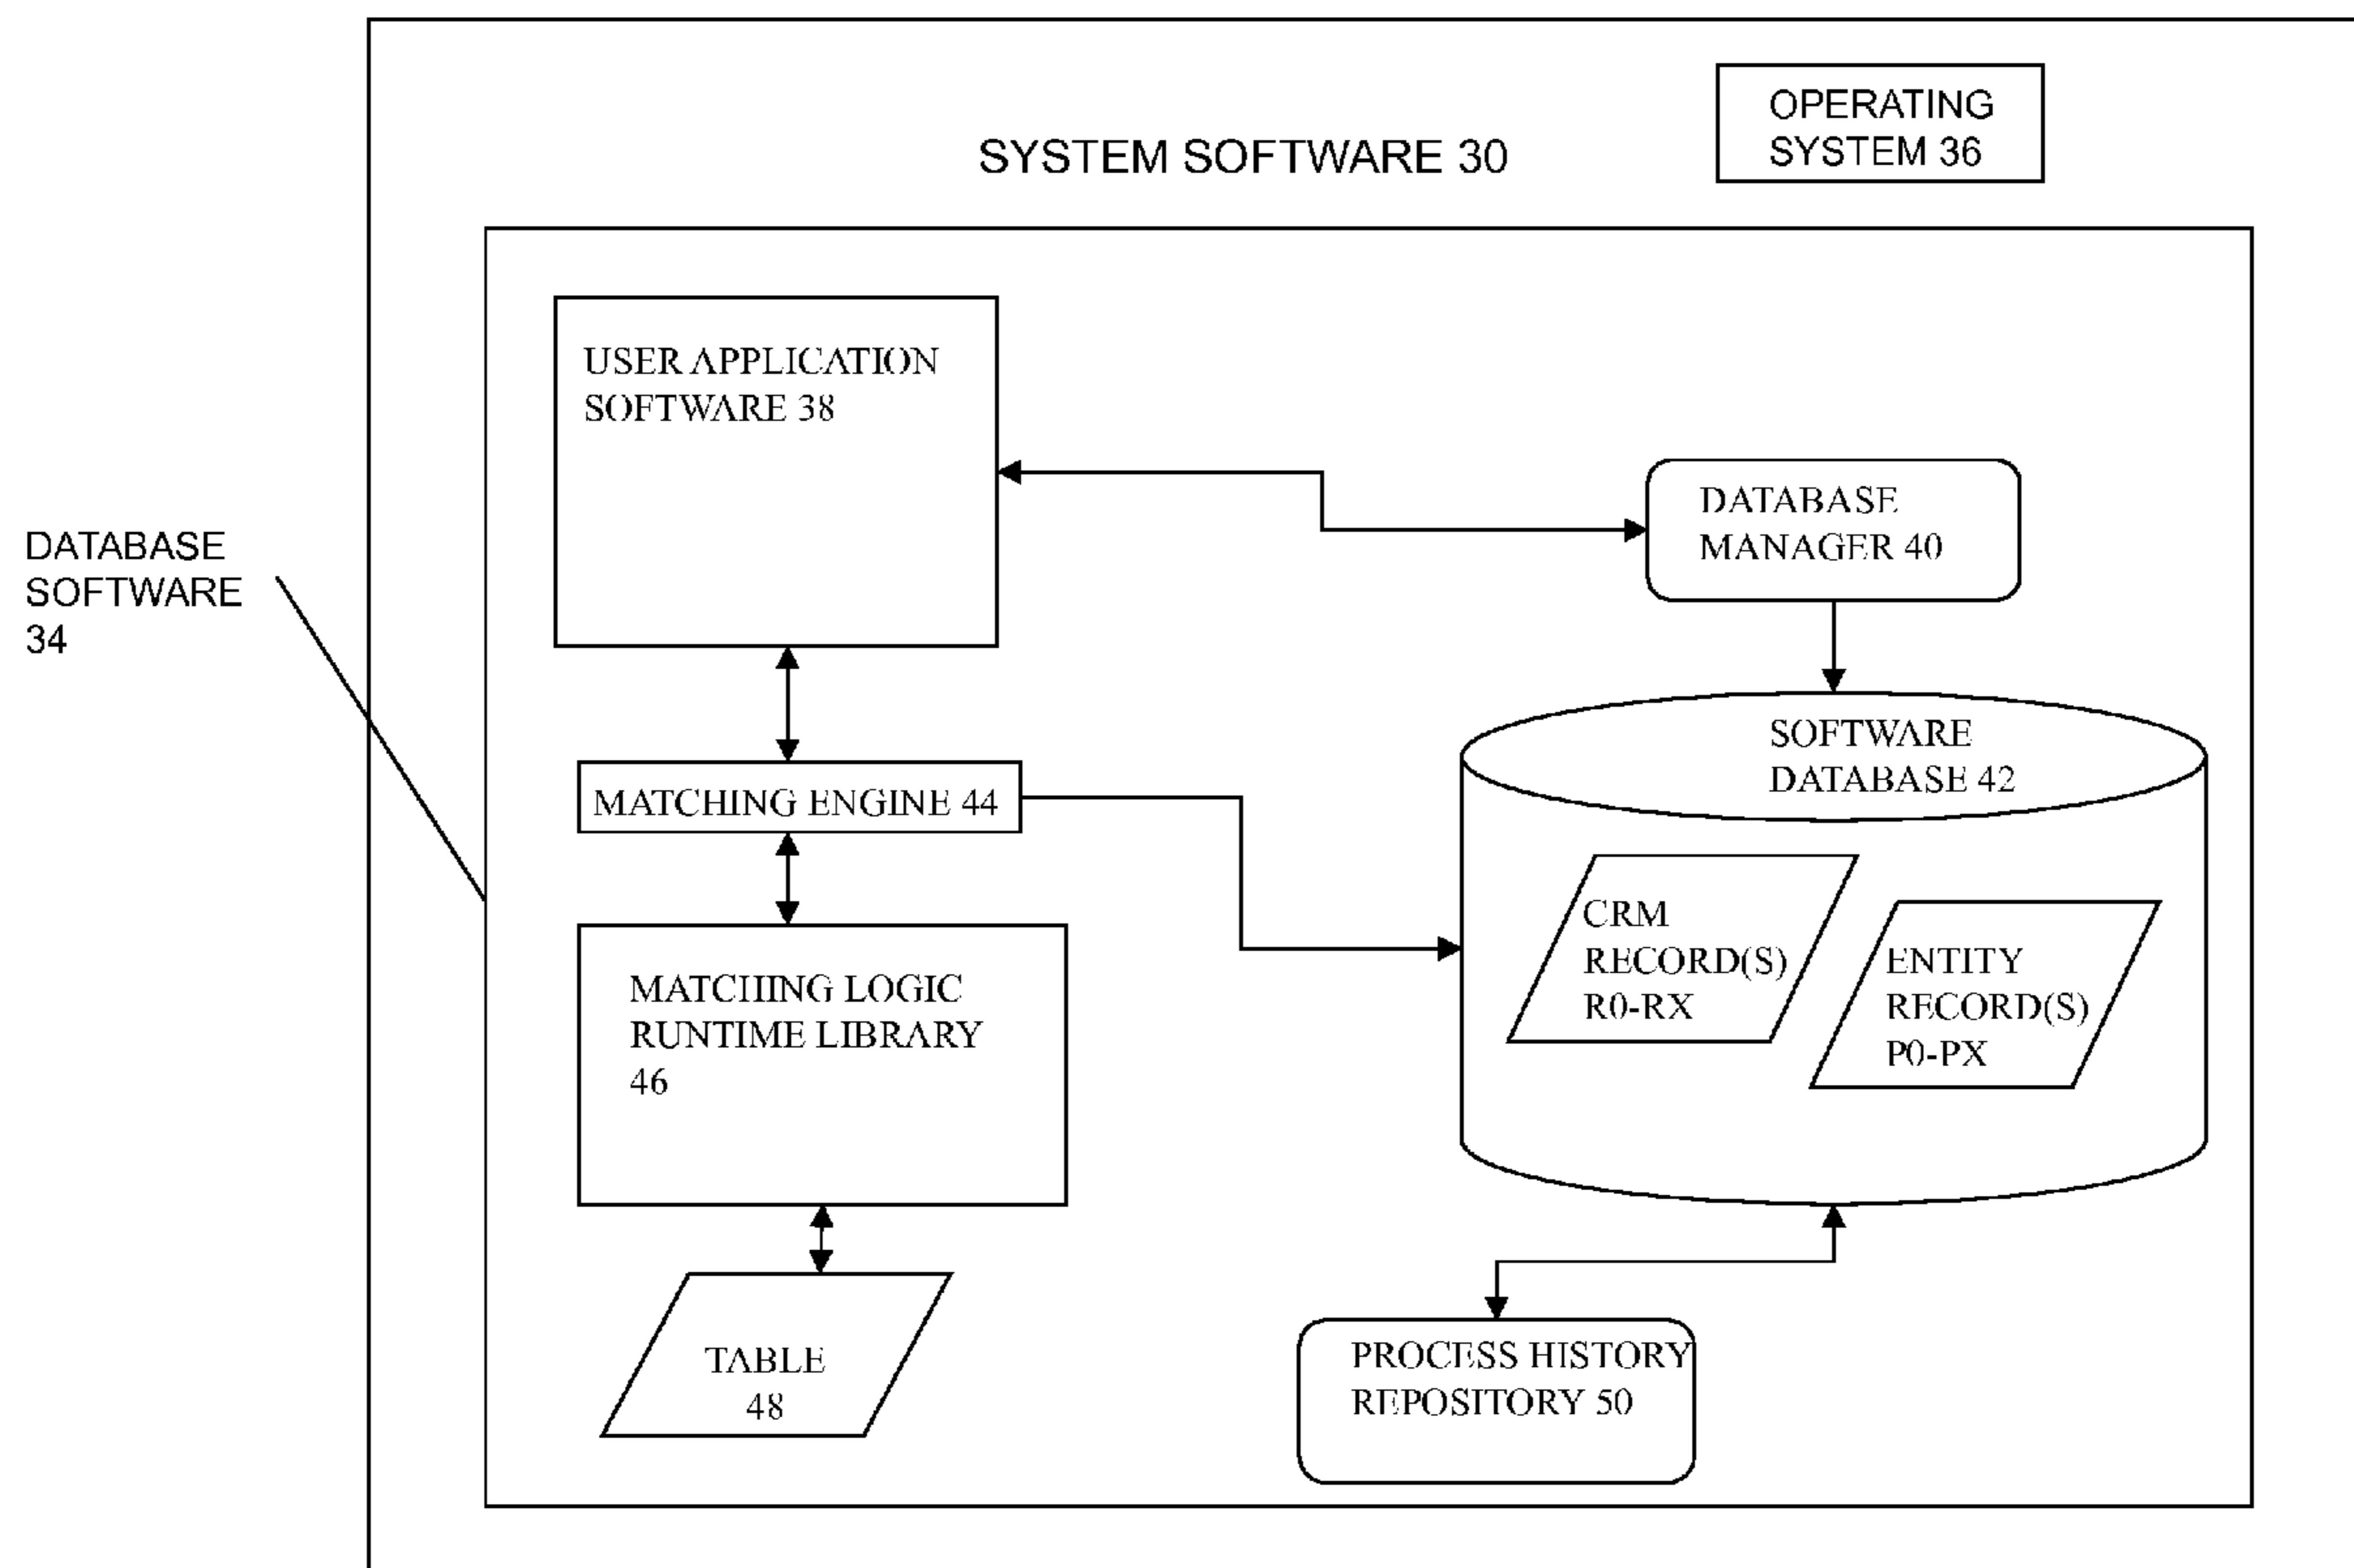 OPERATING
SYSTEM 36
SYSTEM SOFTWARE 30
USER APPLICATION
SOFTWARE 38
DATABASE
MANAGER 40
DATABASE
SOFTWARE
34
SOFTWARE
DATABASE 42
MATCHING ENGINE 44
CRM
RECORD(S)
R0-RX
ENTITY
RECORD(S)
P0-PX
MATCHING LOGIC
RUNTIME LIBRARY
46
TABLE
48
PROCESS HISTORY
REPOSITORY 50